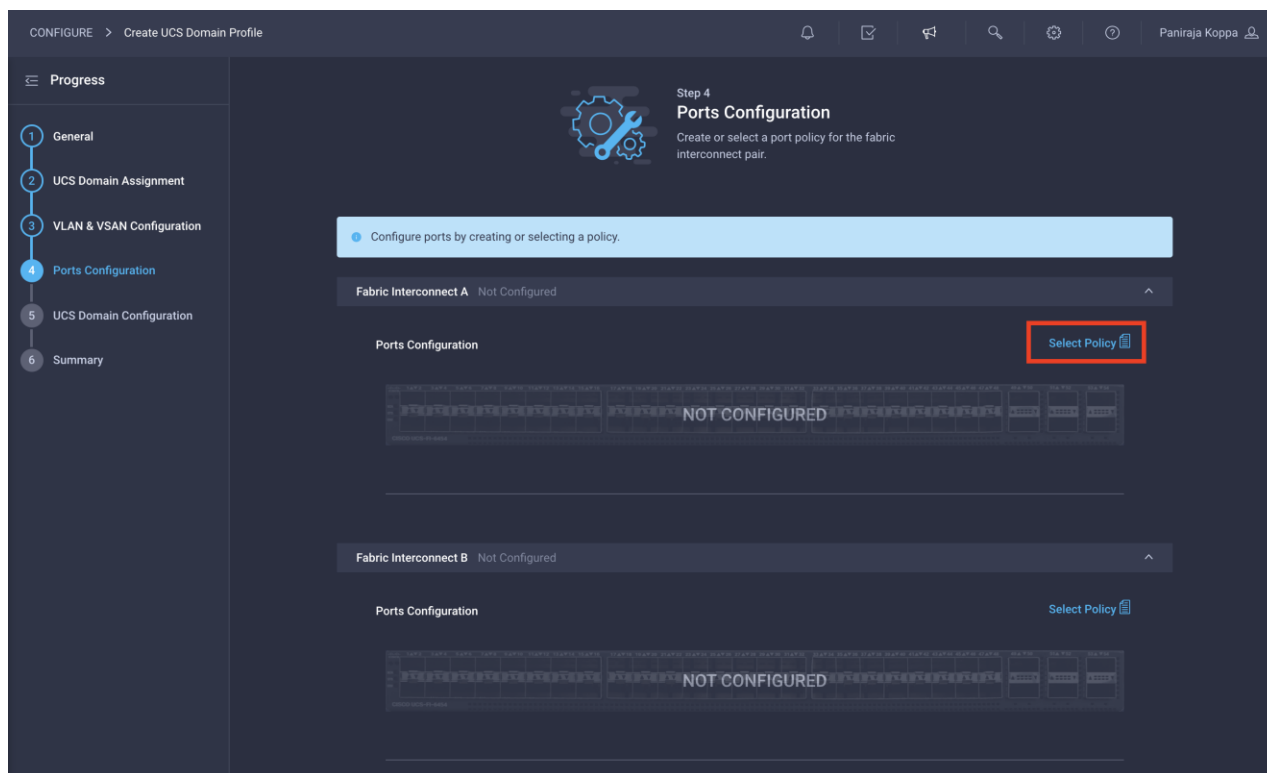 CONFIGURE > Create UCS Domain Profile
Paniraja Koppa
Progress
1 General
2 UCS Domain Assignment
3 VLAN & VSAN Configuration
4 Ports Configuration
5 UCS Domain Configuration
6 Summary
Step 4
Ports Configuration
Create or select a port policy for the fabric
interconnect pair.
Configure ports by creating or selecting a policy.
Fabric Interconnect A Not Configured
Ports Configuration
Select Policy
NOT CONFIGURED
Fabric Interconnect B Not Configured
Ports Configuration
Select Policy
NOT CONFIGURED